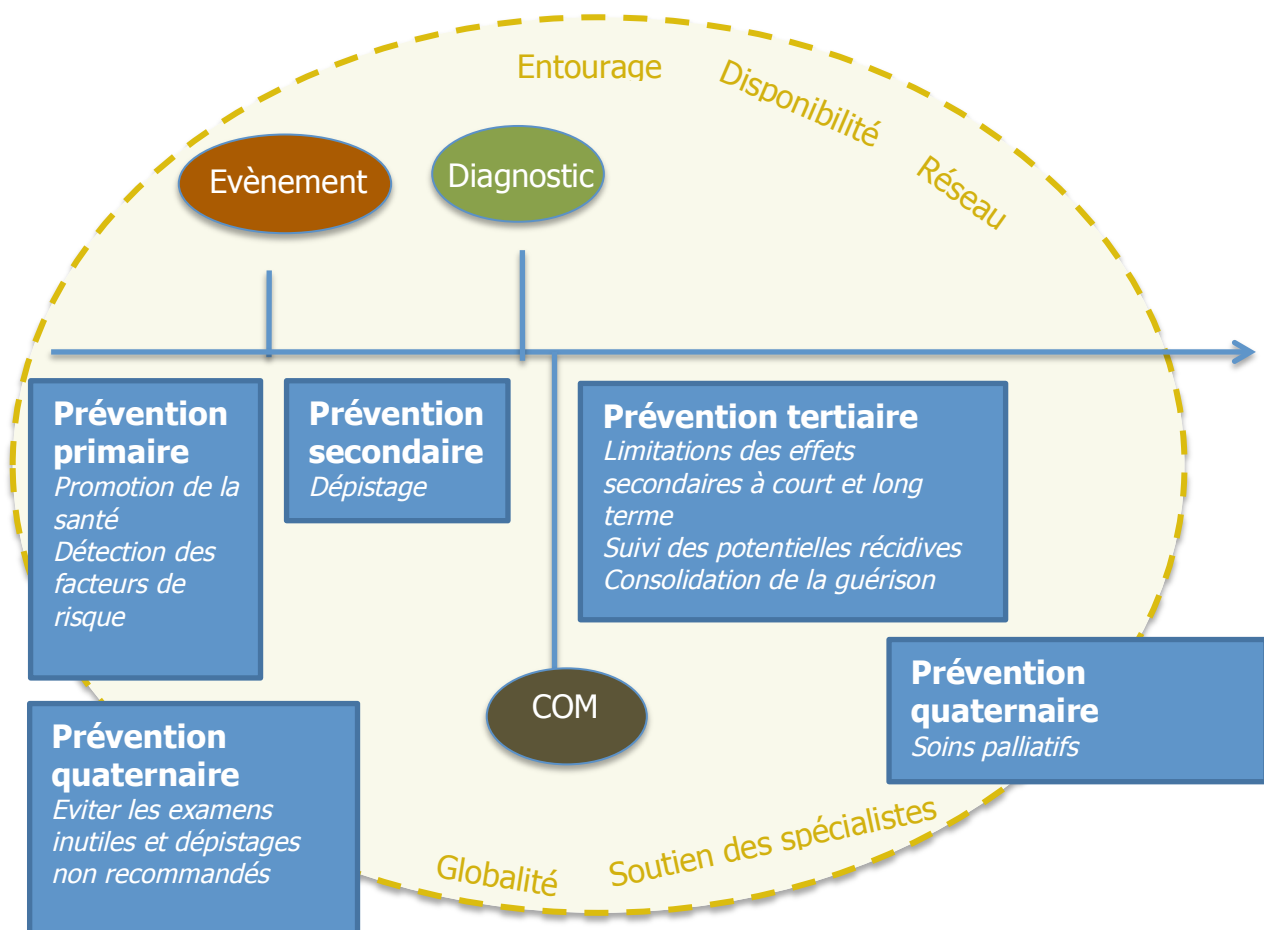 Entourage
Disponibilité
Réseau
Evènement
Diagnostic
Prévention
primaire
Promotion de la
santé
Détection des
facteurs de
risque
Prévention
secondaire
Dépistage
Prévention tertiaire
Limitations des effets
secondaires à court et long
terme
Suivi des potentielles récidives
Consolidation de la guérison
COM
Prévention
quaternaire
Soins palliatifs
Prévention
quaternaire
Eviter les examens
inutiles et dépistages
non recommandés
Globalité
Soutien des spécialistes